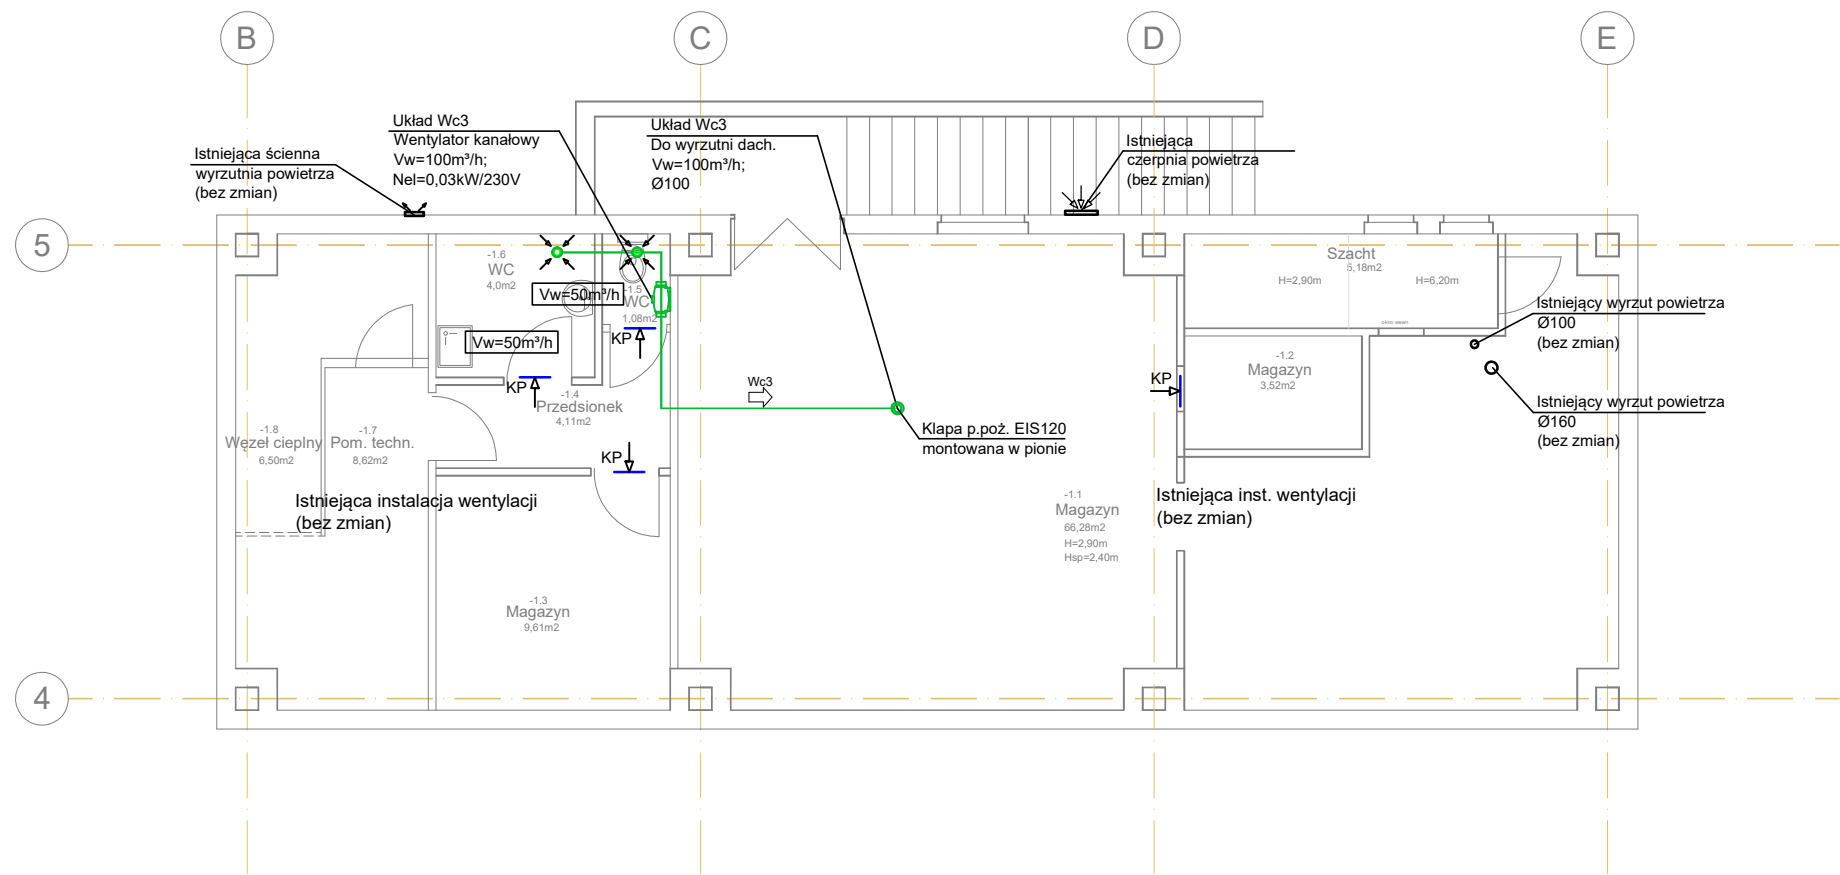 B
C
D
E
5
4
Istniejąca ścienna
wyrzutnia powietrza
(bez zmian)
Układ Wc3
Wentylator kanałowy
Vw=100m³/h;
Nel=0,03kW/230V
Układ Wc3
Do wyrzutni dach.
Vw=100m³/h;
Ø100
Istniejąca
czerpnia powietrza
(bez zmian)
-1.6
WC
4,0m2
Vw=50m³/h
-1.5
WC
1,08m2
Vw=50m³/h
KP
KP
-1.4
Przedsionek
4,11m2
KP
Wc3
Klapa p.poż. EIS120
montowana w pionie
-1.8
Węzeł cieplny
6,50m2
-1.7
Pom. techn.
8,62m2
Istniejąca instalacja wentylacji
(bez zmian)
-1.3
Magazyn
9,61m2
-1.1
Magazyn
66,28m2
H=2,90m
Hsp=2,40m
KP
Szacht
5,18m2
H=2,90m
H=6,20m
-1.2
Magazyn
3,52m2
Istniejąca inst. wentylacji
(bez zmian)
Istniejący wyrzut powietrza
Ø100
(bez zmian)
Istniejący wyrzut powietrza
Ø160
(bez zmian)